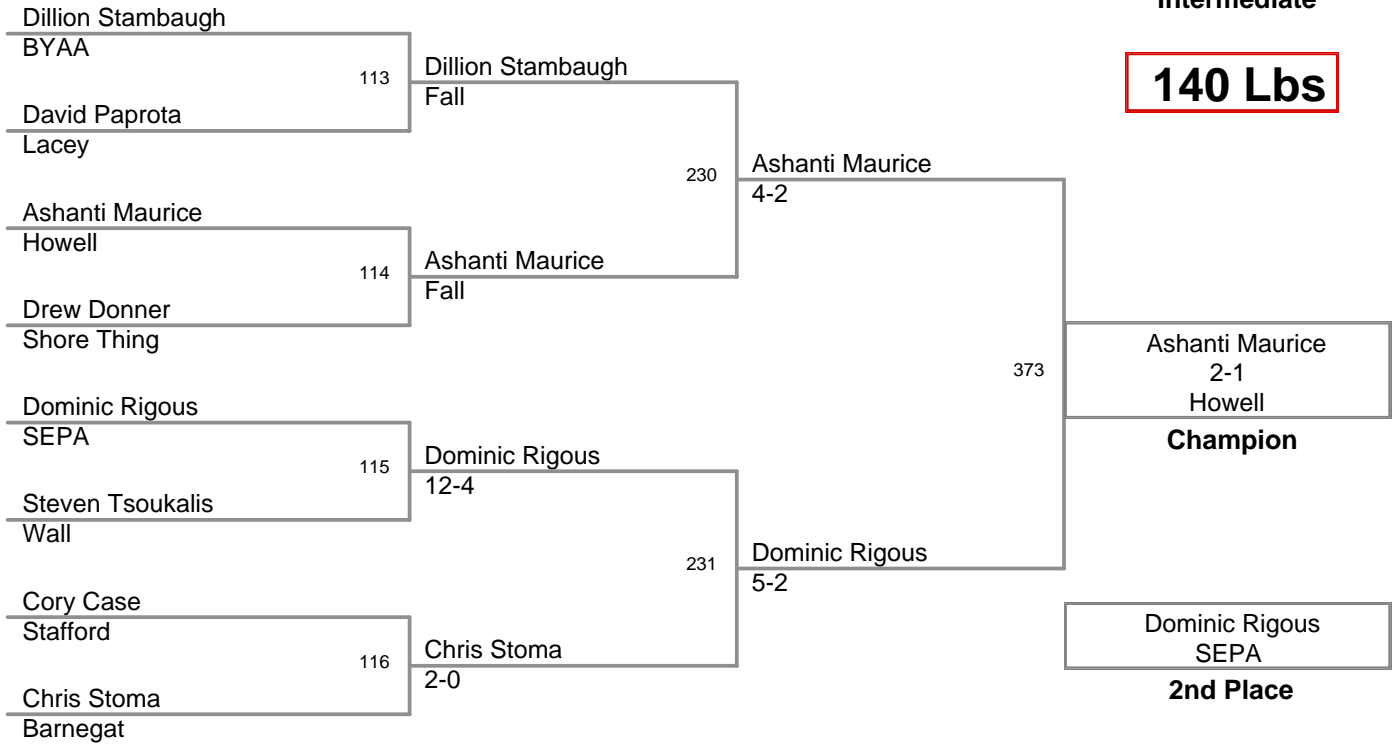 Intermediate
140 Lbs
Dillion Stambaugh
BYAA
113
David Paprota
Lacey
Dillion Stambaugh
Fall
Ashanti Maurice
Howell
114
Drew Donner
Shore Thing
Ashanti Maurice
Fall
230
Ashanti Maurice
4-2
Dominic Rigous
SEPA
115
Steven Tsoukalis
Wall
Dominic Rigous
12-4
Cory Case
Stafford
116
Chris Stoma
Barnegat
Chris Stoma
2-0
231
Dominic Rigous
5-2
373
Ashanti Maurice
2-1
Howell
Champion
Dominic Rigous
SEPA
2nd Place